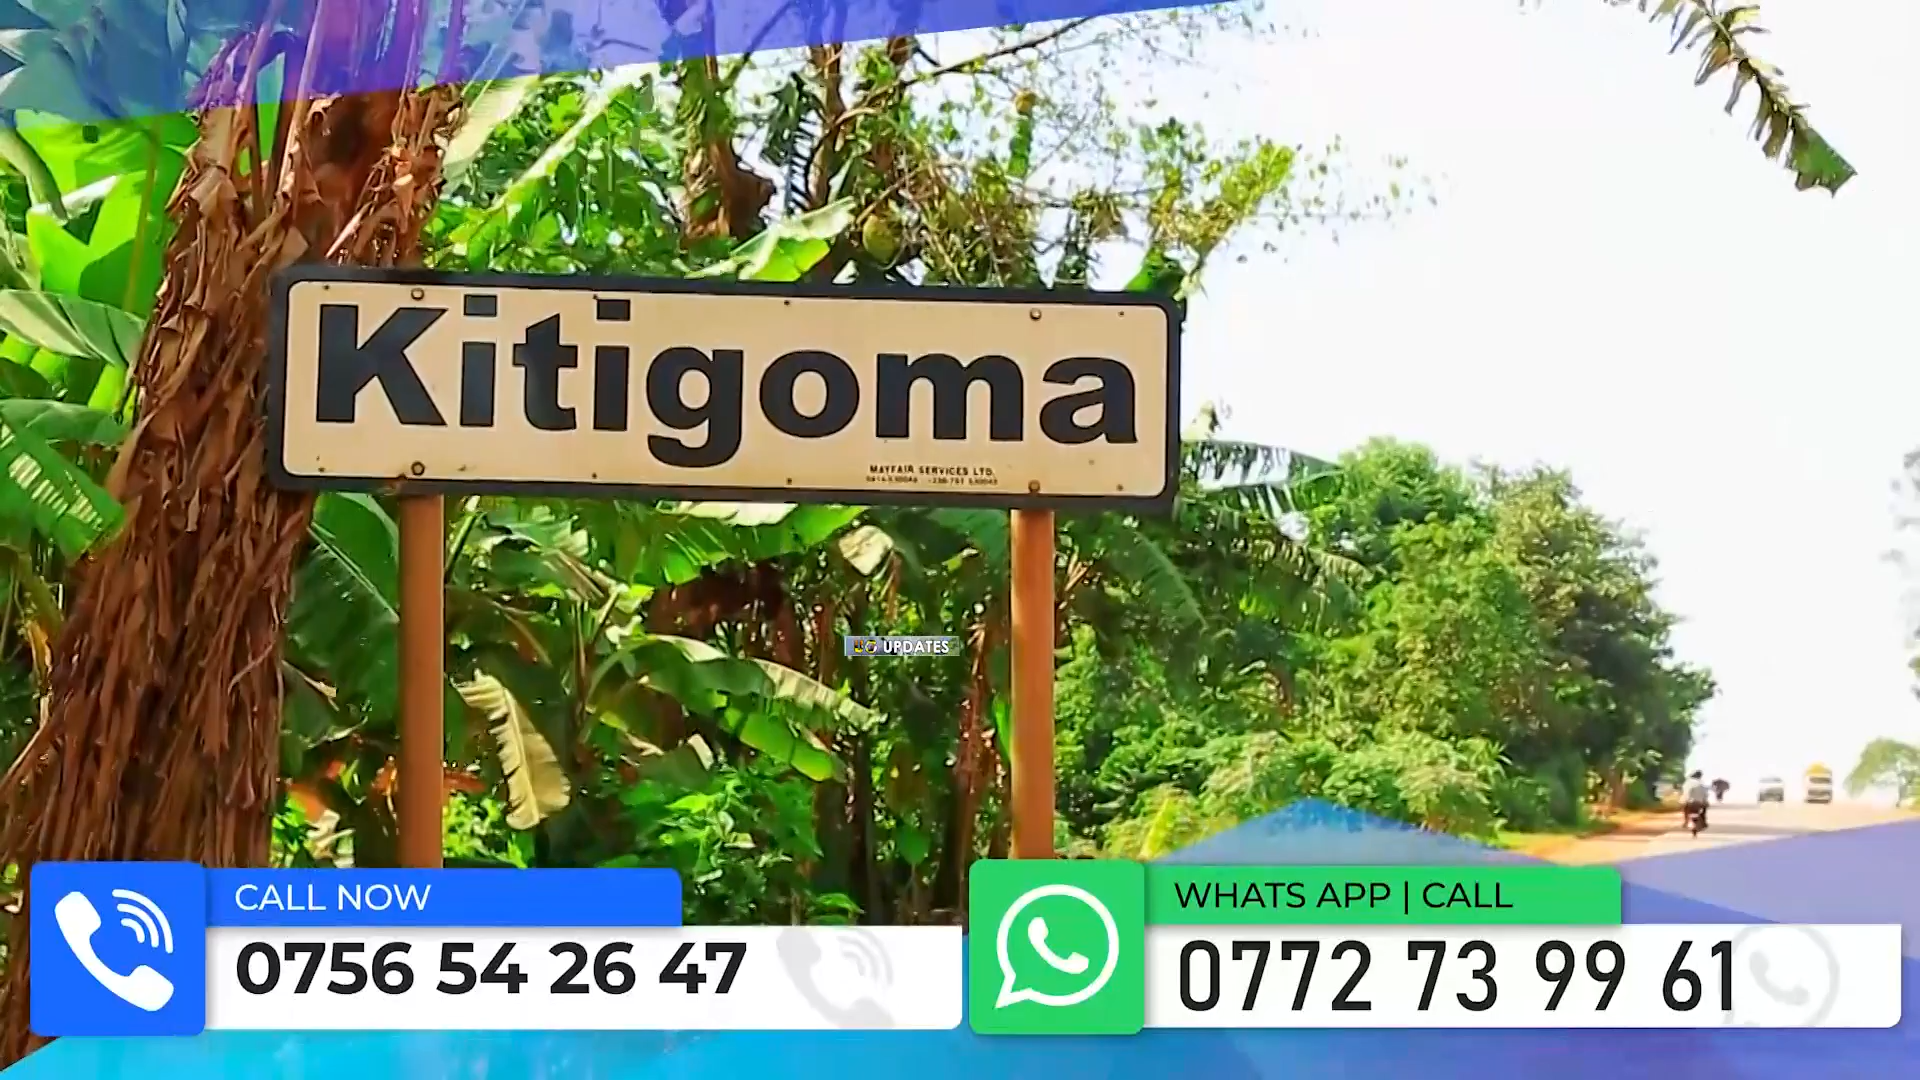 Kitigoma
MAYFAIR SERVICES LTD.
UPDATES
CALL NOW
0756 54 26 47
WHATS APP | CALL
0772 73 99 61